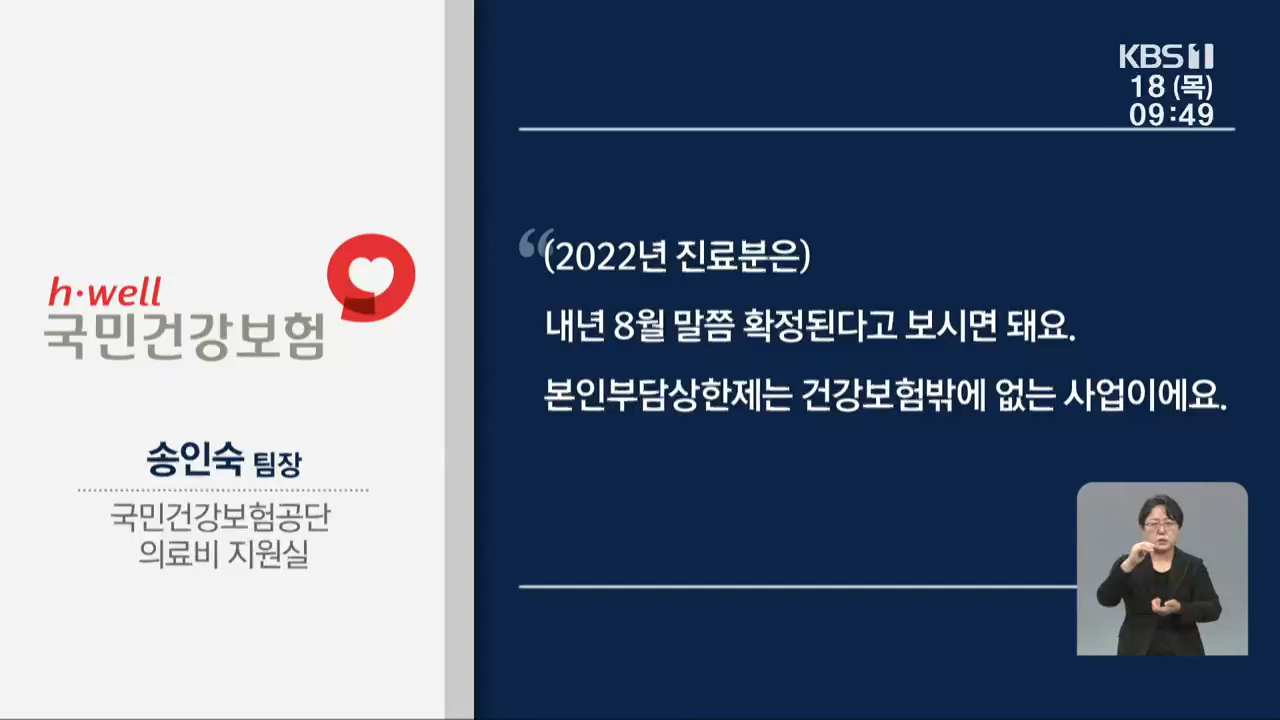 KBS1
18 (목)
09:49
h·well
국민건강보험
송인숙 팀장
국민건강보험공단
의료비 지원실
“(2022년 진료분은)
내년 8월 말쯤 확정된다고 보시면 돼요.
본인부담상한제는 건강보험밖에 없는 사업이에요.